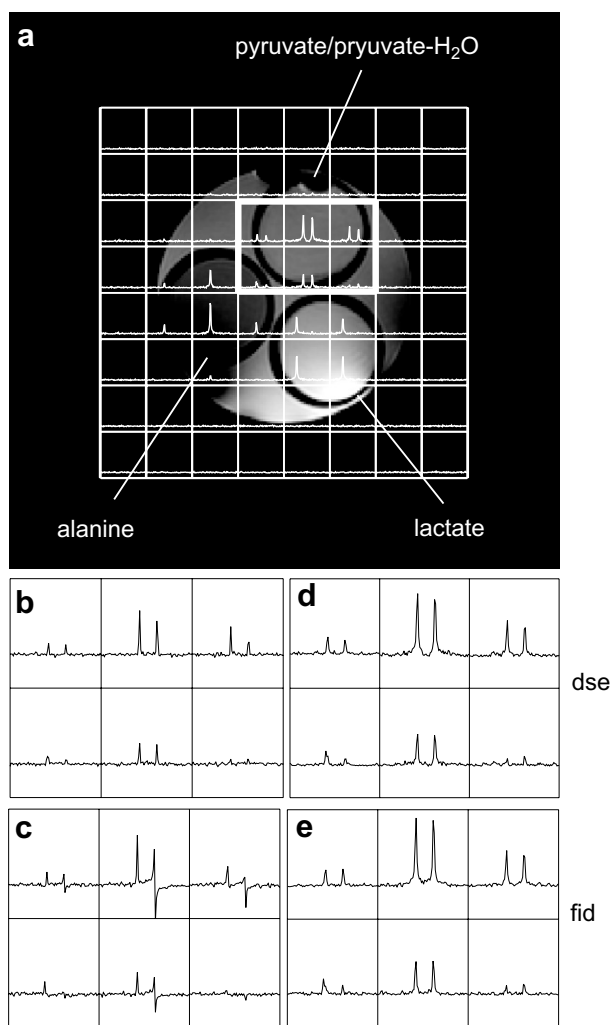 a
pyruvate/pryuvate-H₂O
alanine
lactate
b
d
dse
c
e
fid